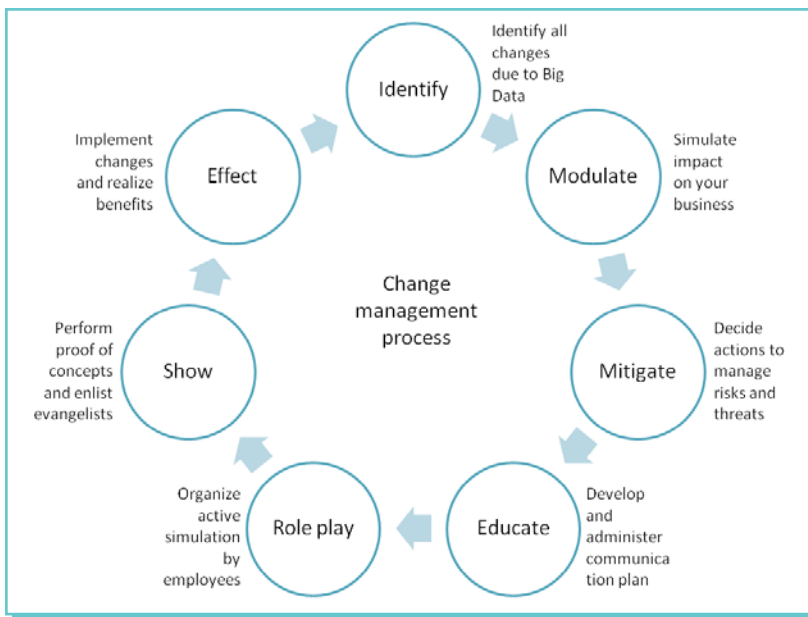 Identify
Identify all
changes
due to Big
Data
Modulate
Simulate
impact
on your
business
Mitigate
Decide
actions to
manage
risks and
threats
Educate
Develop
and
administer
communica
tion plan
Role play
Organize
active
simulation
by
employees
Show
Perform
proof of
concepts
and enlist
evangelists
Effect
Implement
changes
and realize
benefits
Change
management
process